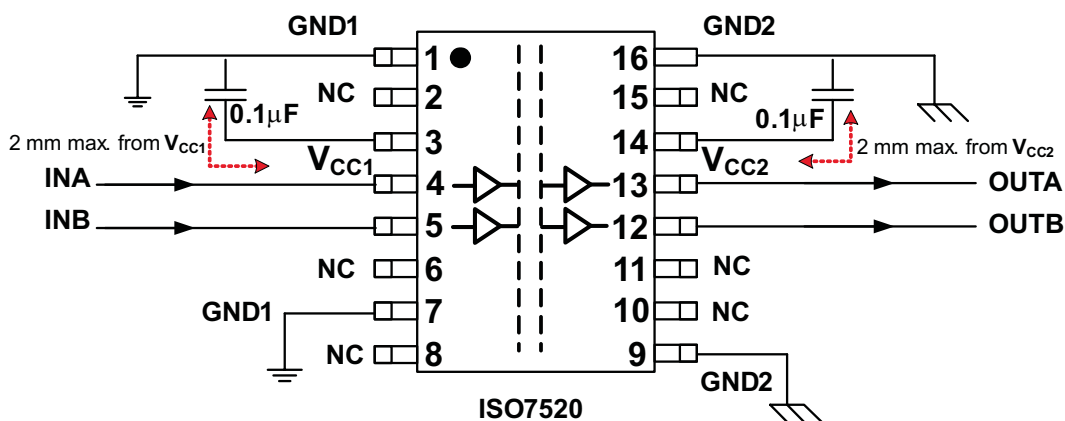 GND1
GND2
1
16
NC
2
15
NC
0.1μF
0.1μF
2 mm max. from VCC1
3
14
2 mm max. from VCC2
VCC1
VCC2
INA
4
13
OUTA
INB
5
12
OUTB
NC
6
11
NC
GND1
7
10
NC
NC
8
9
GND2
ISO7520